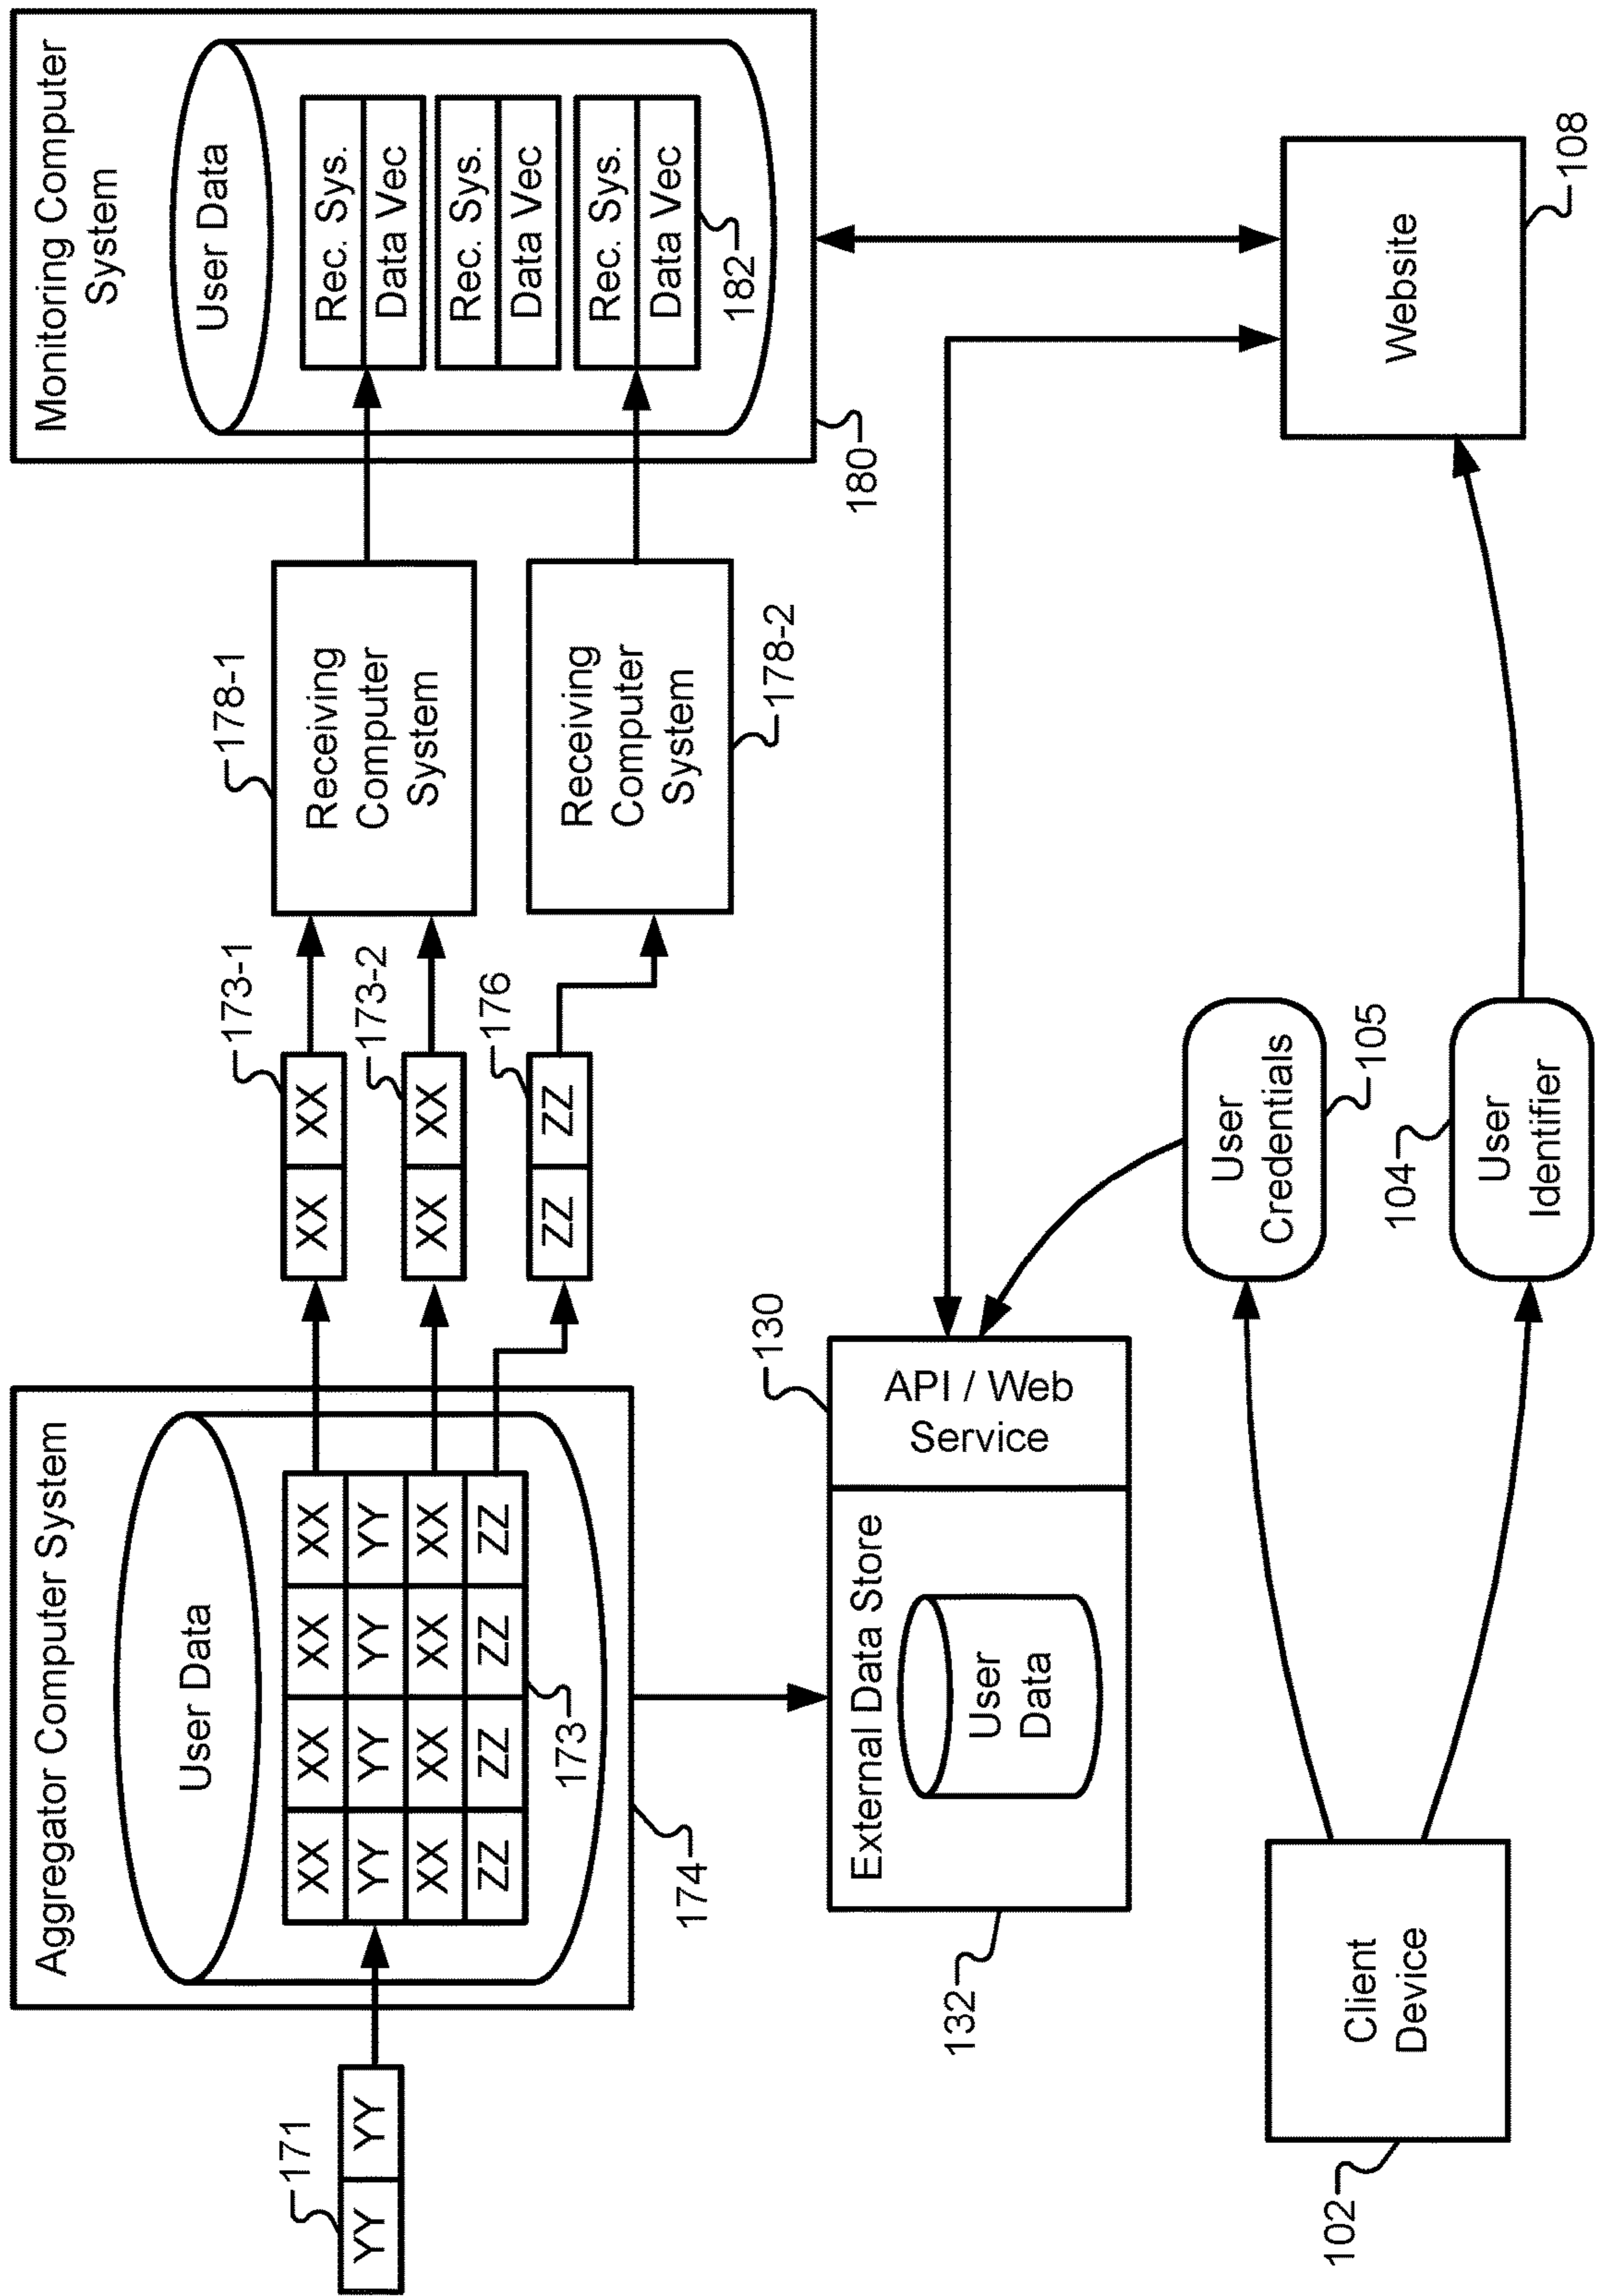 171
YY
YY
Aggregator Computer System
User Data
XX
XX
XX
XX
YY
YY
YY
YY
XX
XX
XX
XX
ZZ
ZZ
ZZ
ZZ
173
174
XX
XX
173-1
XX
XX
173-2
ZZ
ZZ
176
178-1
Receiving
Computer
System
Receiving
Computer
System
178-2
Monitoring Computer
System
User Data
Rec. Sys.
Data Vec
Rec. Sys.
Data Vec
Rec. Sys.
Data Vec
182
180
External Data Store
User
Data
132
API / Web
Service
130
Client
Device
102
User
Credentials
105
104
User
Identifier
Website
108